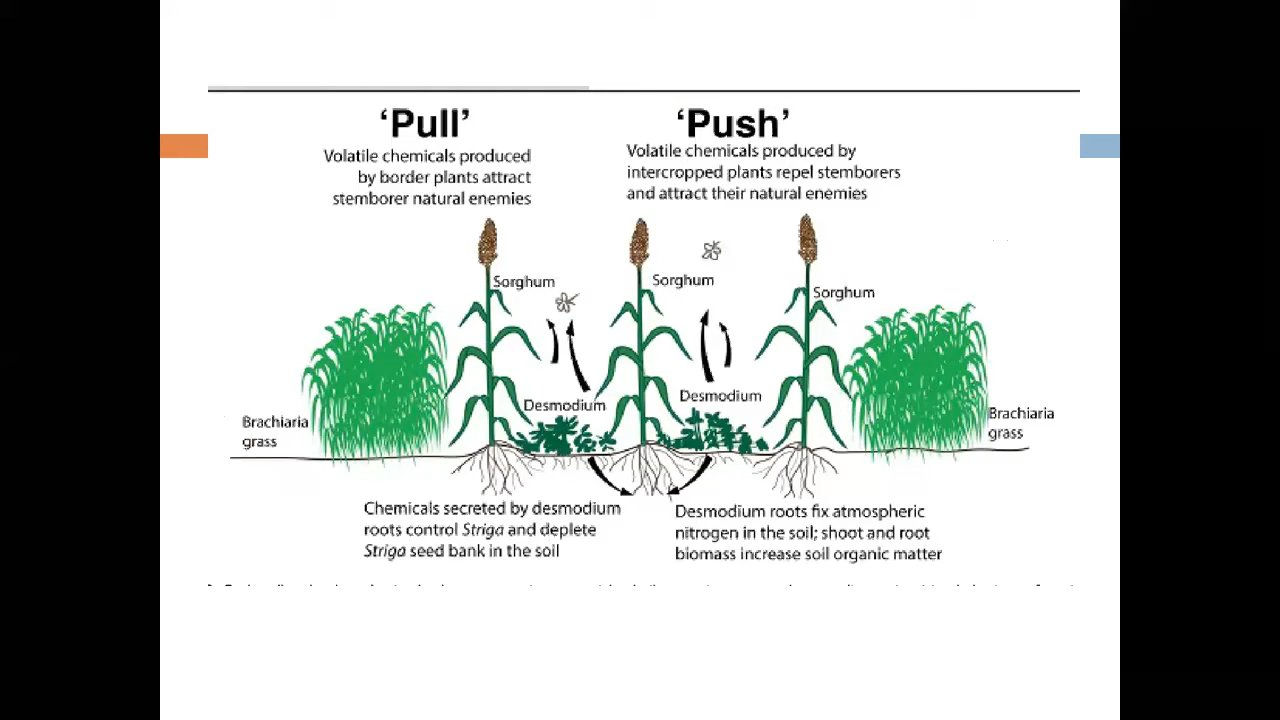 ‘Pull’
Volatile chemicals produced
by border plants attract
stemborer natural enemies
‘Push’
Volatile chemicals produced by
intercropped plants repel stemborers
and attract their natural enemies
Sorghum
Sorghum
Sorghum
Desmodium
Desmodium
Brachiaria
grass
Brachiaria
grass
Chemicals secreted by desmodium
roots control Striga and deplete
Striga seed bank in the soil
Desmodium roots fix atmospheric
nitrogen in the soil; shoot and root
biomass increase soil organic matter